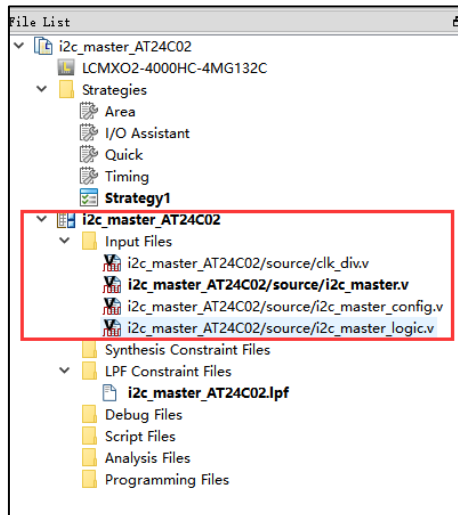 File List
i2c_master_AT24C02
LCMXO2-4000HC-4MG132C
Strategies
Area
I/O Assistant
Quick
Timing
Strategy1
i2c_master_AT24C02
Input Files
i2c_master_AT24C02/source/clk_div.v
i2c_master_AT24C02/source/i2c_master.v
i2c_master_AT24C02/source/i2c_master_config.v
i2c_master_AT24C02/source/i2c_master_logic.v
Synthesis Constraint Files
LPF Constraint Files
i2c_master_AT24C02.lpf
Debug Files
Script Files
Analysis Files
Programming Files